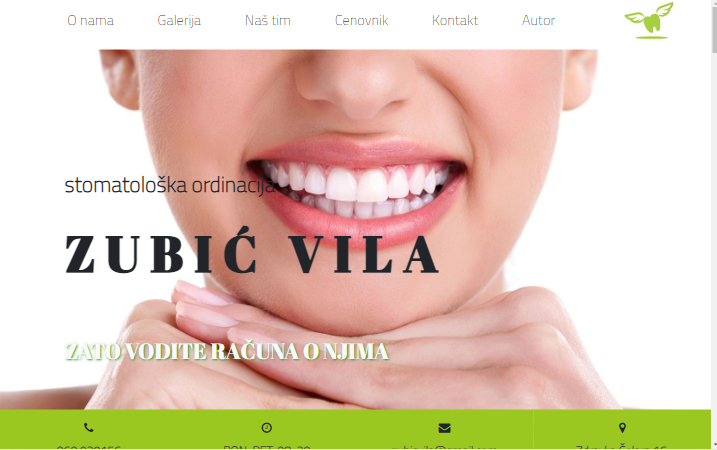 O nama Galerija Naš tim Cenovnik Kontakt Autor
stomatološka ordinacija
ZUBIĆ VILA
ZATO VODITE RAČUNA O NJIMA